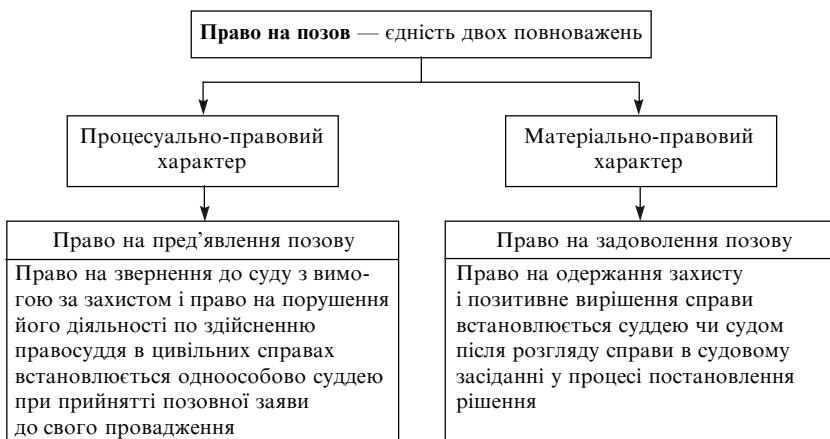 Право на позов — єдність двох повноважень
Процесуально-правовий
характер
Матеріально-правовий
характер
Право на пред’явлення позову
Право на звернення до суду з вимо-
гою за захистом і право на порушення
його діяльності по здійсненню
правосуддя в цивільних справах
встановлюється одноособово суддею
при прийнятті позовної заяви
до свого провадження
Право на задоволення позову
Право на одержання захисту
і позитивне вирішення справи
встановлюється суддею чи судом
після розгляду справи в судовому
засіданні у процесі постановлення
рішення